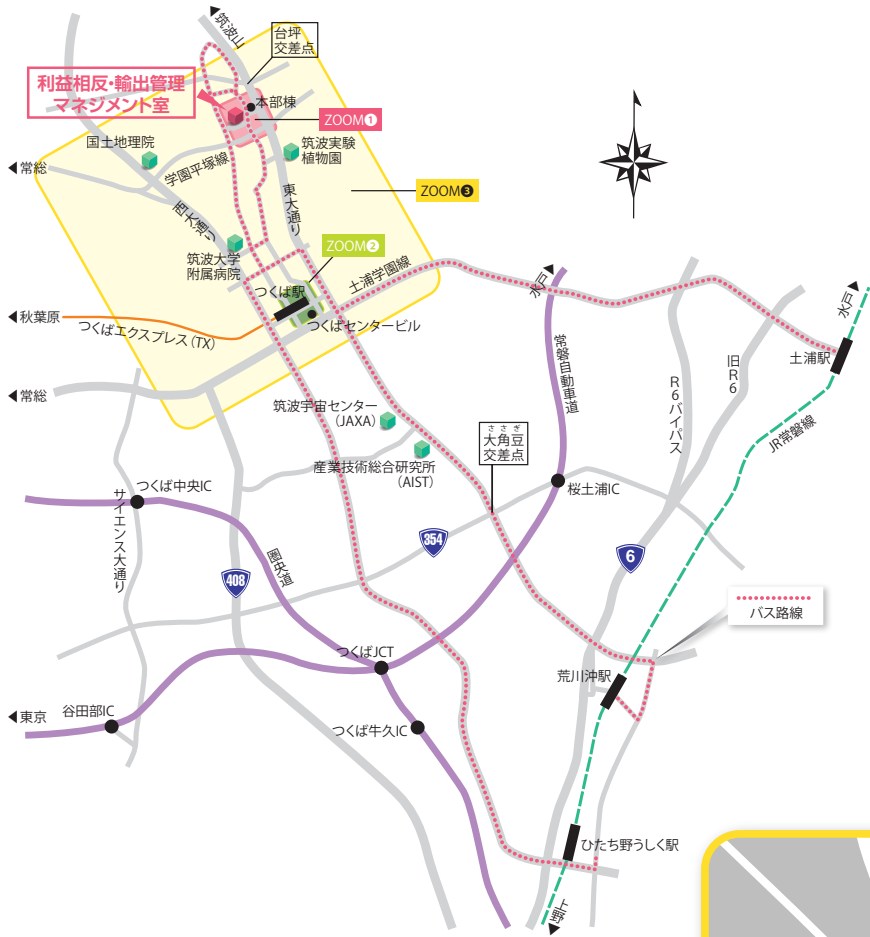 筑波山
台坪
交差点
利益相反・輸出管理
マネジメント室
本部棟
ZOOM❶
国土地理院
筑波実験
植物園
◀常総
学園平塚線
ZOOM❸
西大通り
東大通り
筑波大学
附属病院
ZOOM❷
土浦学園線
水戸
水戸
つくば駅
◀秋葉原
つくばエクスプレス(TX)
つくばセンタービル
常磐自動車道
土浦駅
旧R6
R6バイパス
JR常磐線
◀常総
筑波宇宙センター
(JAXA)
ささぎ
大角豆
交差点
産業技術総合研究所
(AIST)
桜土浦IC
つくば中央IC
サイエンス大通り
354
6
408
圏央道
バス路線
つくばJCT
荒川沖駅
◀東京
谷田部IC
つくば牛久IC
ひたち野うしく駅
上野